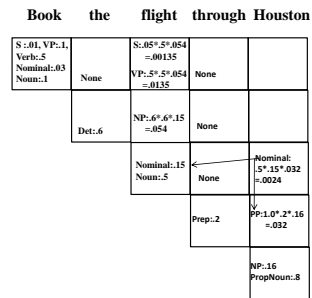 Book the flight through Houston
S :.01, VP:.1,
Verb:.5
Nominal:.03
Noun:.1
None
S:.05*.5*.054
=.00135
VP:.5*.5*.054
=.0135
None
Det:.6
NP:.6*.6*.15
=.054
None
Nominal:.15
Noun:.5
None
Nominal:
.5*.15*.032
=.0024
Prep:.2
PP:1.0*.2*.16
=.032
NP:.16
PropNoun:.8